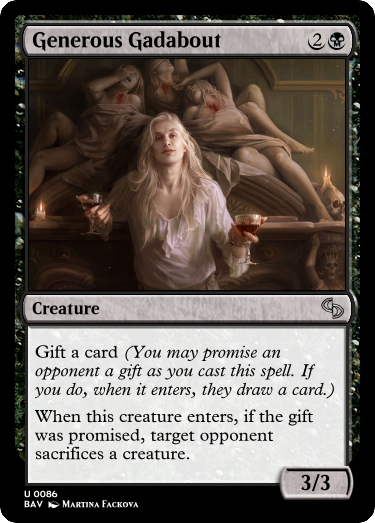 Generous Gadabout 2
Creature
Gift a card (You may promise an
opponent a gift as you cast this spell. If
you do, when it enters, they draw a card.)
When this creature enters, if the gift
was promised, target opponent
sacrifices a creature.
3/3
U 0086
BAV Martina Fackova